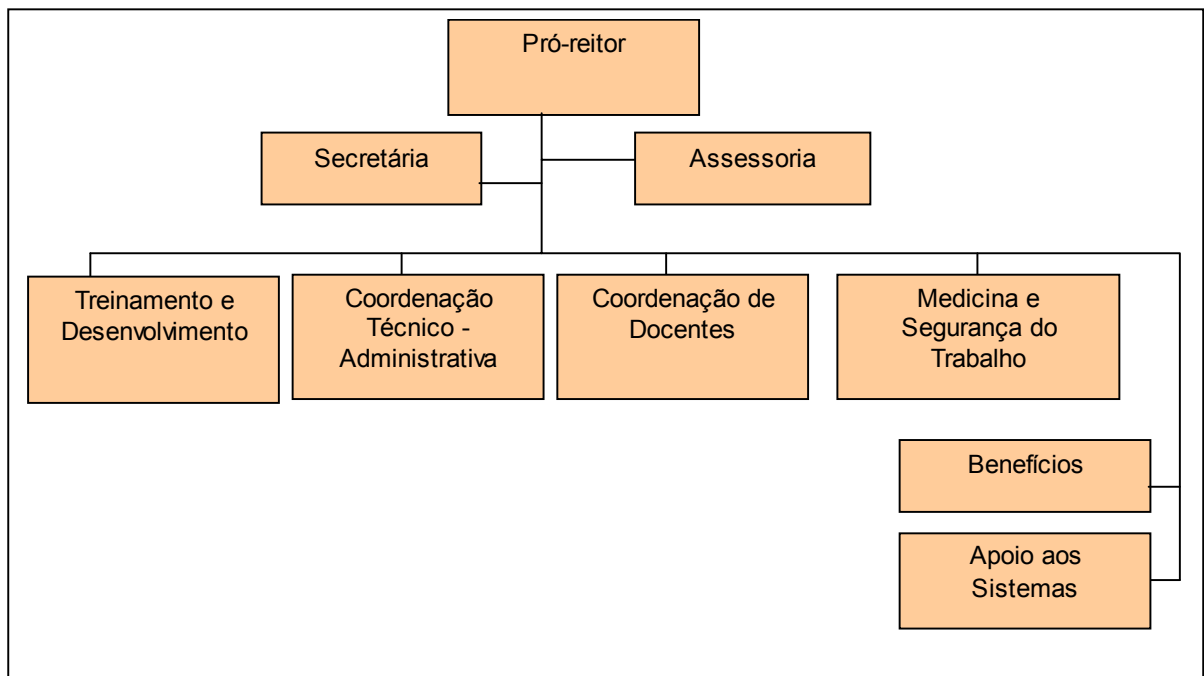 Pró-reitor
Secretária
Assessoria
Treinamento e
Desenvolvimento
Coordenação
Técnico -
Administrativa
Coordenação de
Docentes
Medicina e
Segurança do
Trabalho
Benefícios
Apoio aos
Sistemas